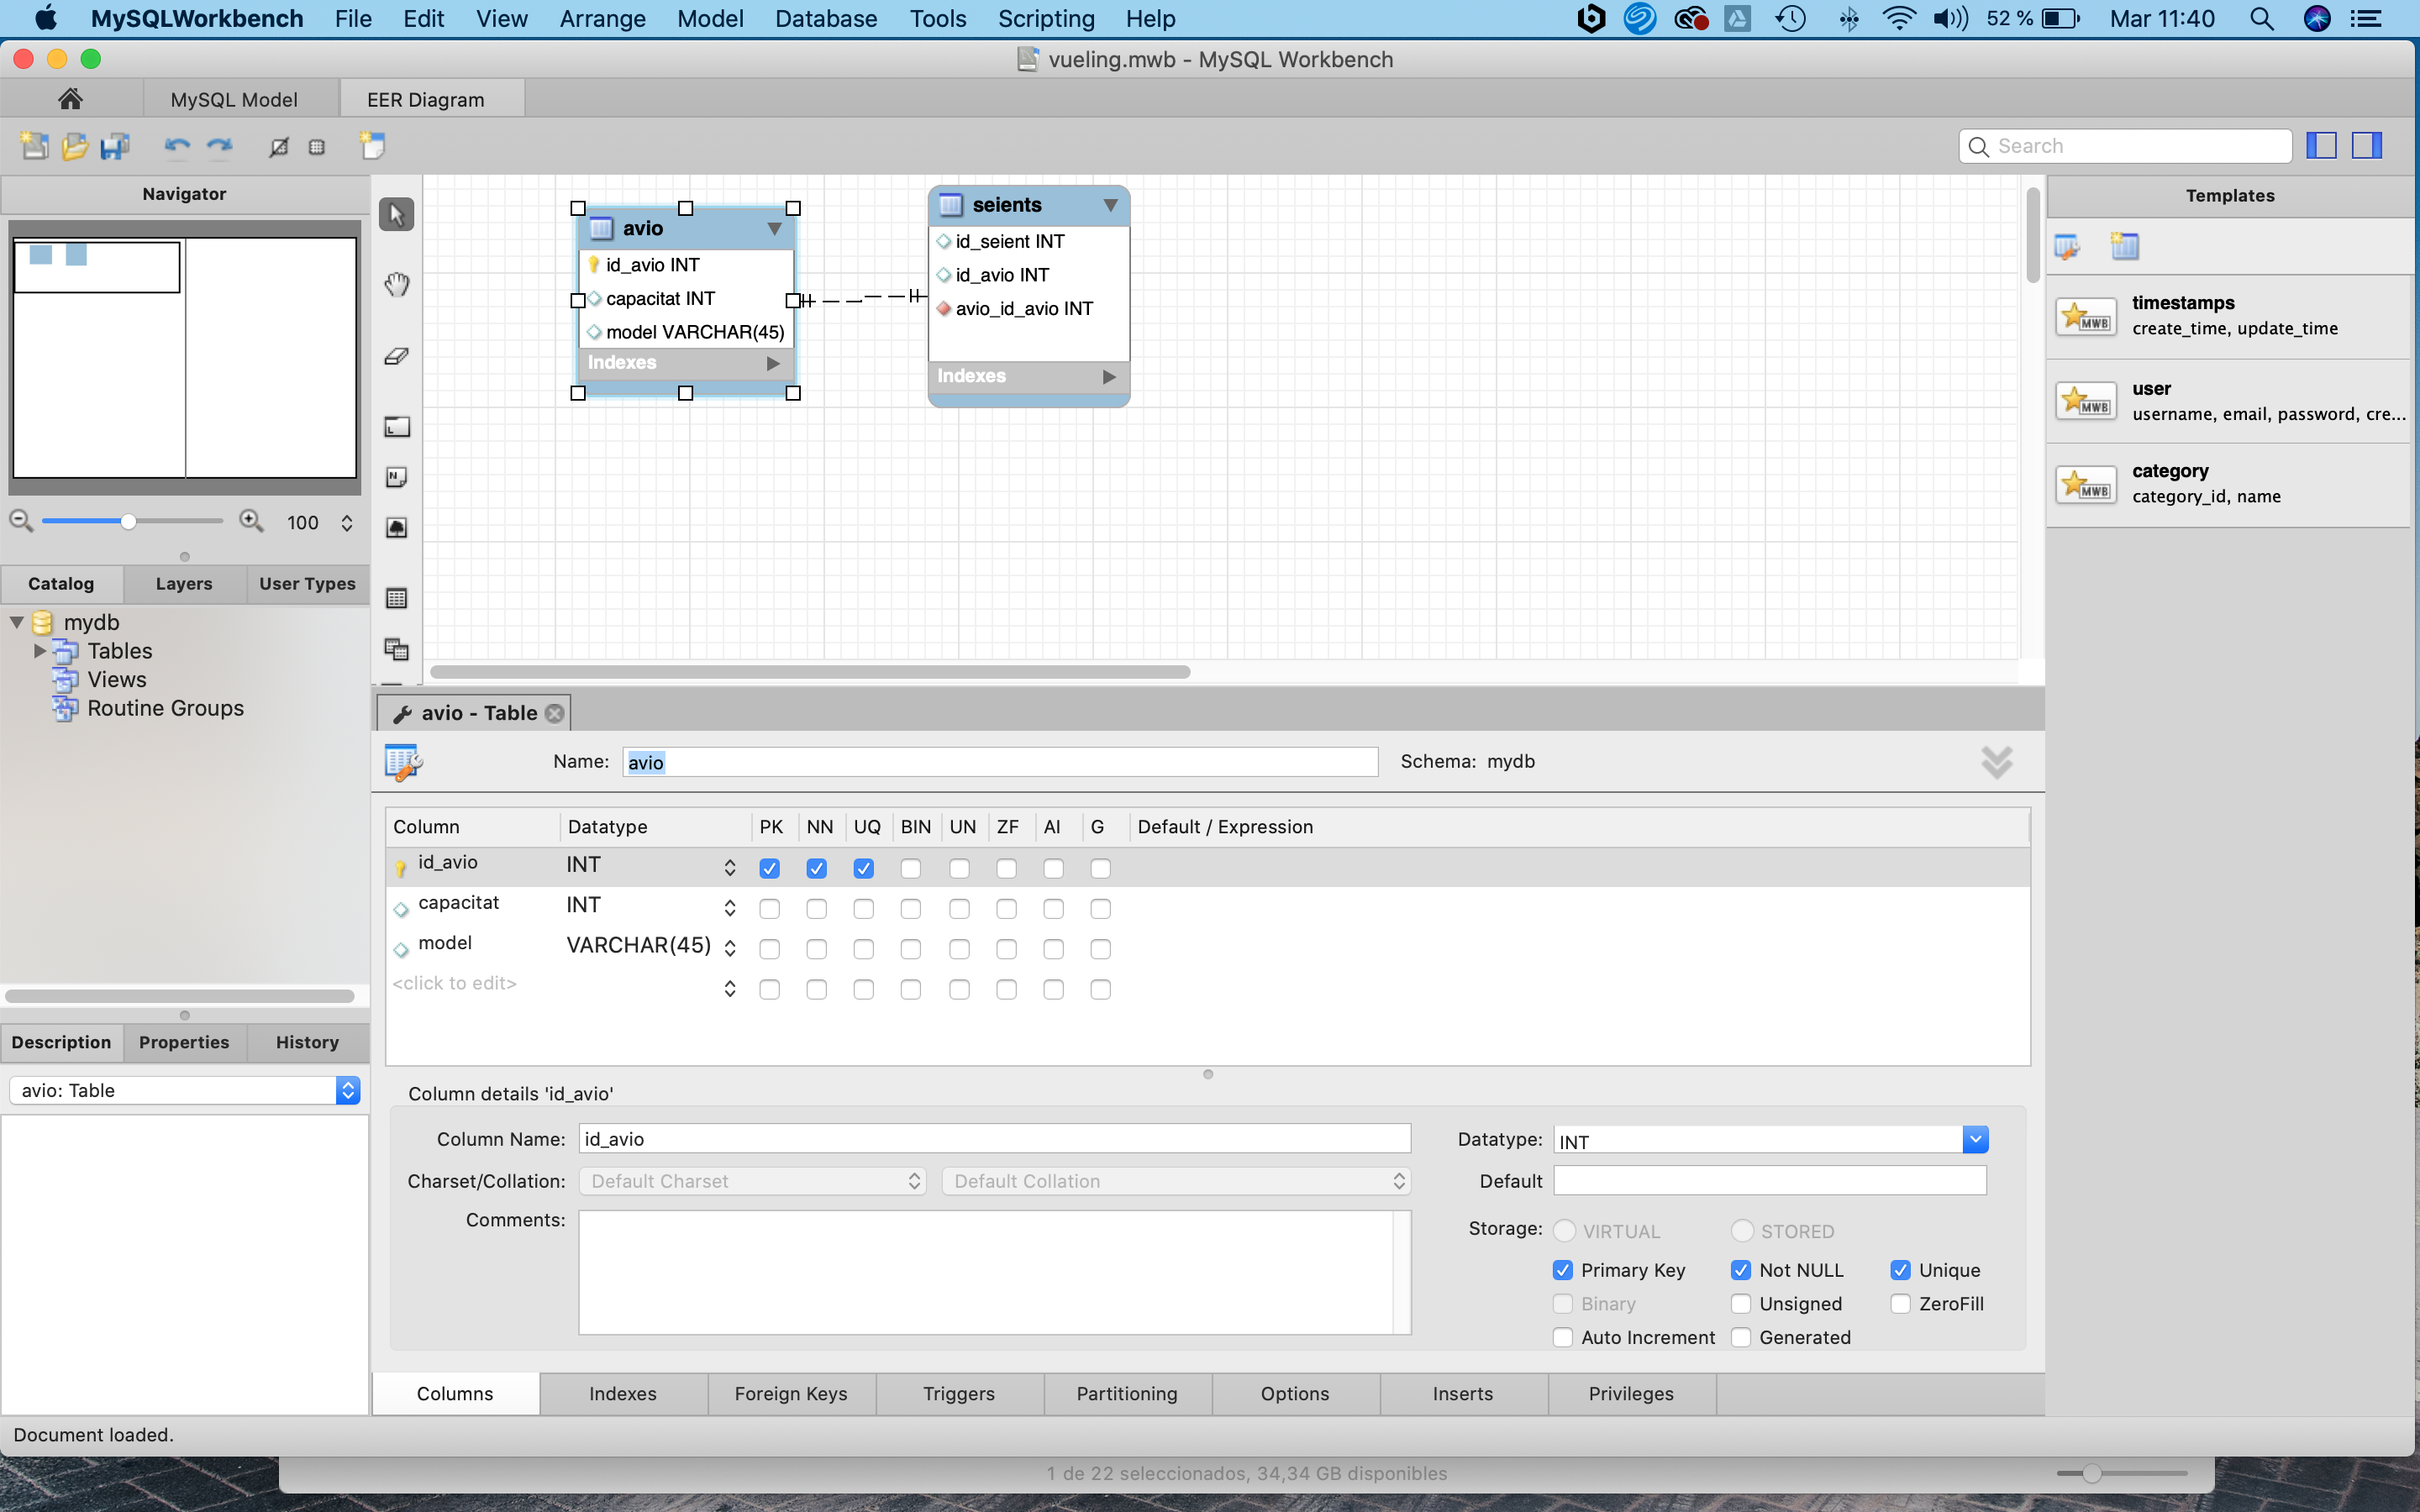 MySQLWorkbench File Edit View Arrange Model Database Tools Scripting Help 52 % Mar 11:40
vueling.mwb - MySQL Workbench
MySQL Model EER Diagram
Search
Navigator
Templates
avio
id_avio INT
capacitat INT
model VARCHAR(45)
Indexes
seients
id_seient INT
id_avio INT
avio_id_avio INT
Indexes
timestamps
create_time, update_time
user
username, email, password, cre...
category
category_id, name
MWB
MWB
MWB
100
Catalog Layers User Types
mydb
Tables
Views
Routine Groups
avio - Table
Name: avio Schema: mydb
Column Datatype PK NN UQ BIN UN ZF AI G Default / Expression
id_avio INT
capacitat INT
model VARCHAR(45)
<click to edit>
Description Properties History
avio: Table
Column details 'id_avio'
Column Name: id_avio Datatype: INT
Charset/Collation: Default Charset Default Collation Default
Comments: Storage: VIRTUAL STORED
Primary Key Not NULL Unique
Binary Unsigned ZeroFill
Auto Increment Generated
Columns Indexes Foreign Keys Triggers Partitioning Options Inserts Privileges
Document loaded.
1 de 22 seleccionados, 34,34 GB disponibles